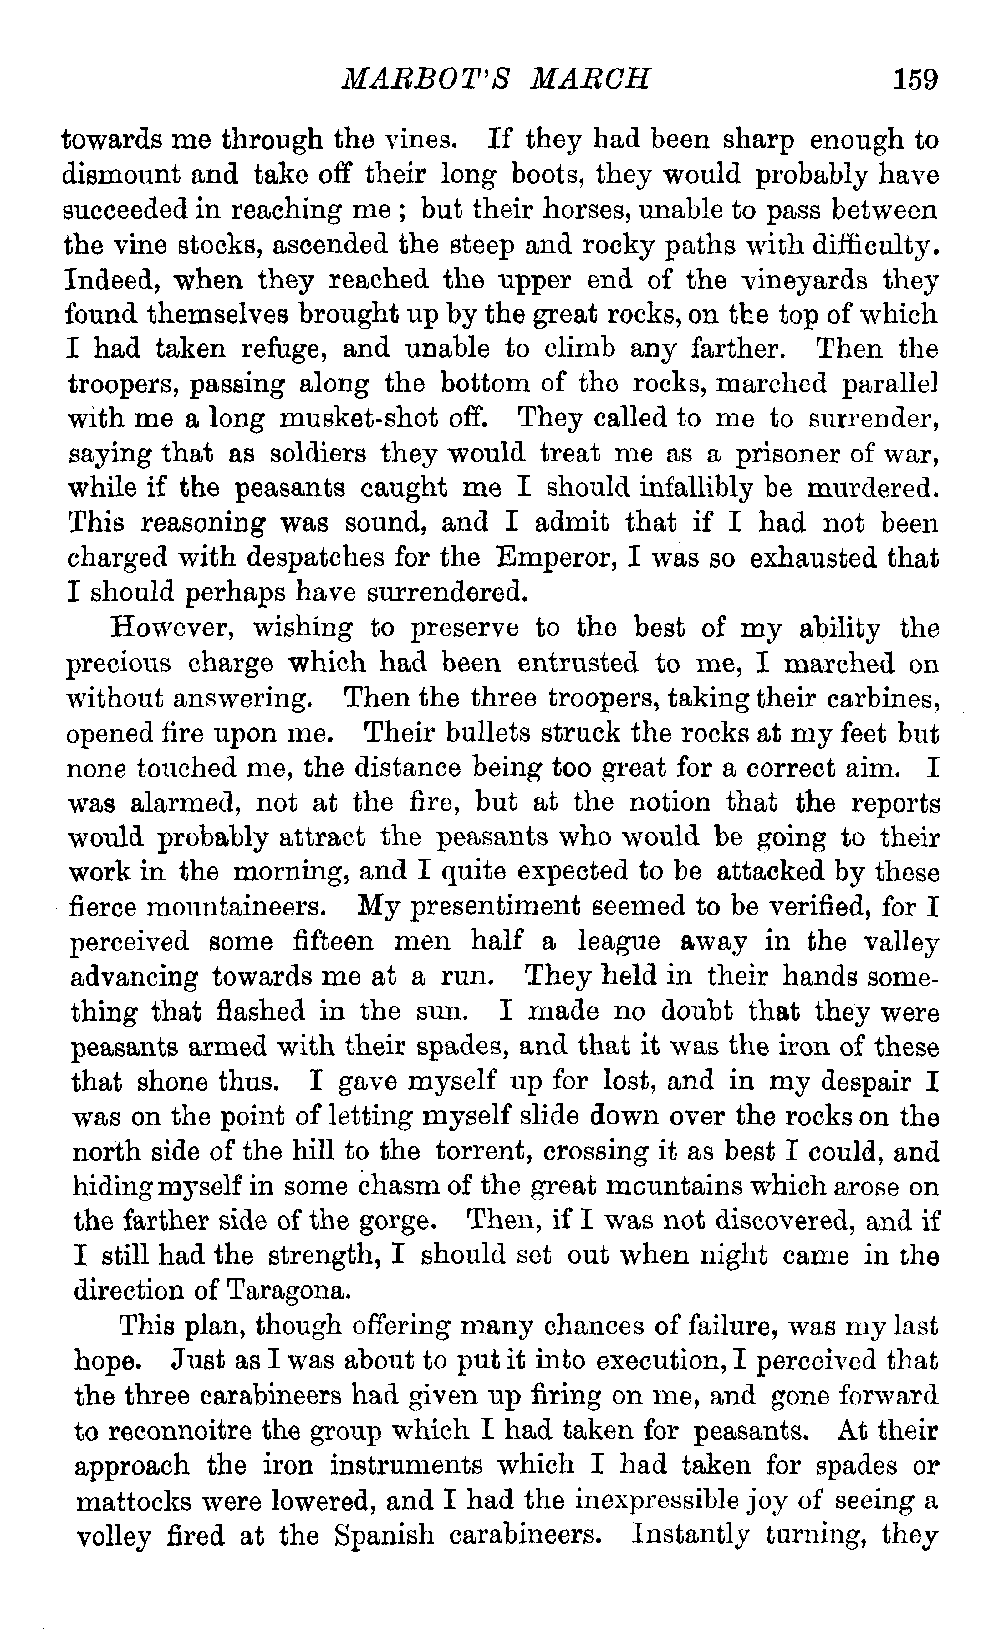 MARBOT'S MARCH 159
towards me through the vines. If they had been sharp enough to
dismount and take off their long boots, they would probably have
succeeded in reaching me ; but their horses, unable to pass between
the vine stocks, ascended the steep and rocky paths with difficulty.
Indeed, when they reached the upper end of the vineyards they
found themselves brought up by the great rocks, on the top of which
I had taken refuge, and unable to climb any farther. Then the
troopers, passing along the bottom of the rocks, marched parallel
with me a long musket-shot off. They called to me to surrender,
saying that as soldiers they would treat me as a prisoner of war,
while if the peasants caught me I should infallibly be murdered.
This reasoning was sound, and I admit that if I had not been
charged with despatches for the Emperor, I was so exhausted that
I should perhaps have surrendered.
However, wishing to preserve to the best of my ability the
precious charge which had been entrusted to me, I marched on
without answering. Then the three troopers, taking their carbines,
opened fire upon me. Their bullets struck the rocks at my feet but
none touched me, the distance being too great for a correct aim. I
was alarmed, not at the fire, but at the notion that the reports
would probably attract the peasants who would be going to their
work in the morning, and I quite expected to be attacked by these
fierce mountaineers. My presentiment seemed to be verified, for I
perceived some fifteen men half a league away in the valley
advancing towards me at a run. They held in their hands some-
thing that flashed in the sun. I made no doubt that they were
peasants armed with their spades, and that it was the iron of these
that shone thus. I gave myself up for lost, and in my despair I
was on the point of letting myself slide down over the rocks on the
north side of the hill to the torrent, crossing it as best I could, and
hiding myself in some chasm of the great mountains which arose on
the farther side of the gorge. Then, if I was not discovered, and if
I still had the strength, I should set out when night came in the
direction of Taragona.
This plan, though offering many chances of failure, was my last
hope. Just as I was about to put it into execution, I perceived that
the three carabineers had given up firing on me, and gone forward
to reconnoitre the group which I had taken for peasants. At their
approach the iron instruments which I had taken for spades or
mattocks were lowered, and I had the inexpressible joy of seeing a
volley fired at the Spanish carabineers. Instantly turning, they